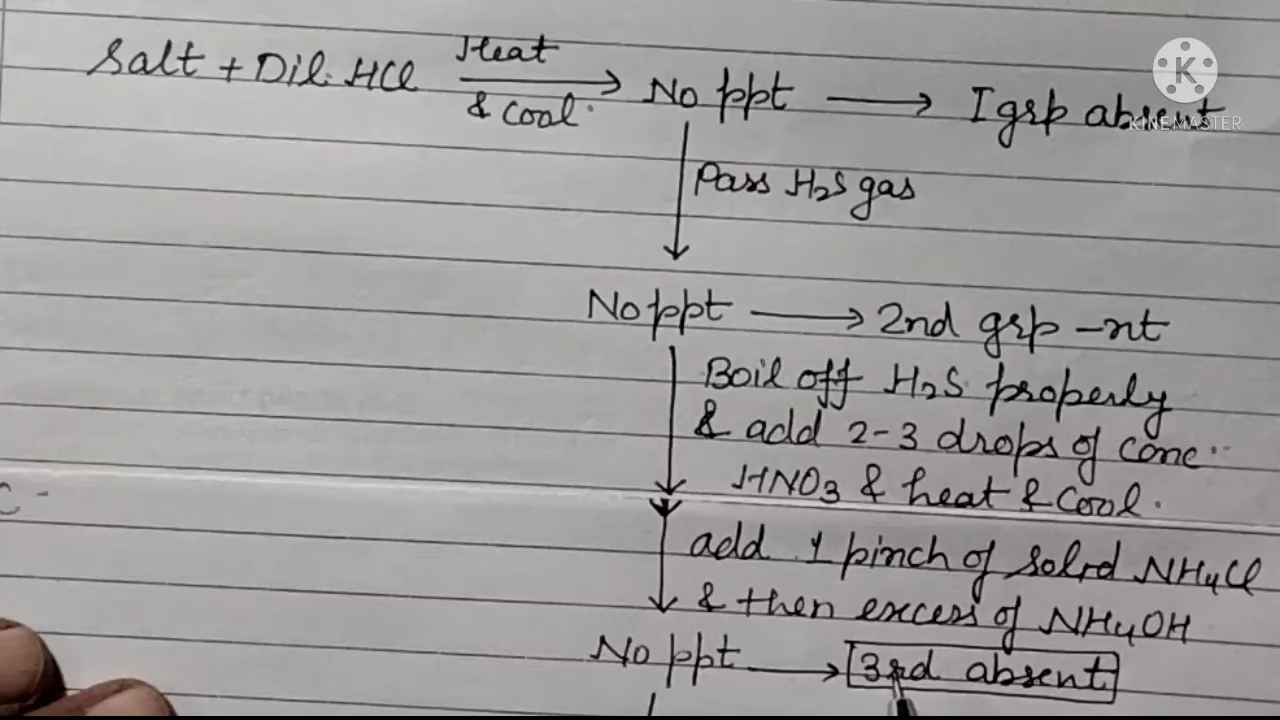 Salt + Dil. HCl Heat & cool. No ppt → I grp absent
K
KINEMASTER
Pass H₂S gas
No ppt → 2nd grp -nt
Boil off H₂S properly
& add 2-3 drops of conc.
HNO₃ & heat & cool.
add 1 pinch of solid NH₄Cl
& then excess of NH₄OH
No ppt → 3rd absent